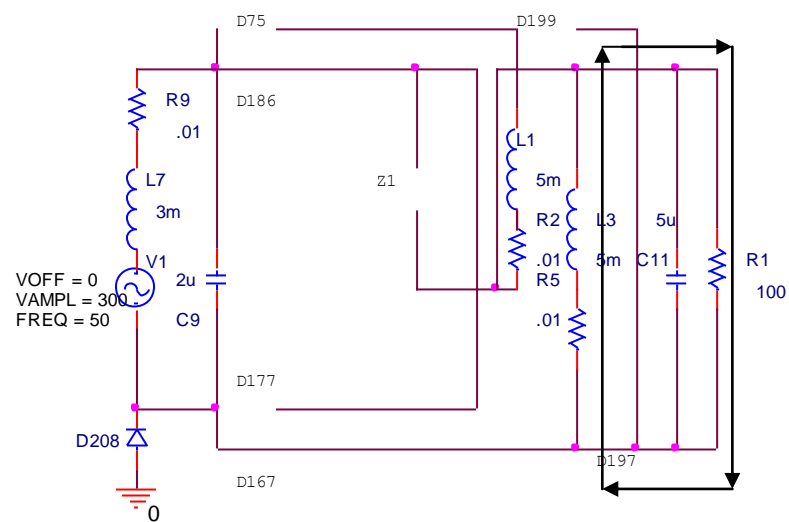 D75
D199
R9
D186
.01
L1
Z1
5m
L7
3m
R2
L3
5u
V1
.01
5m
C11
R1
VOFF = 0
VAMPL = 300
FREQ = 50
2u
R5
100
C9
.01
D177
D208
D197
D167
0